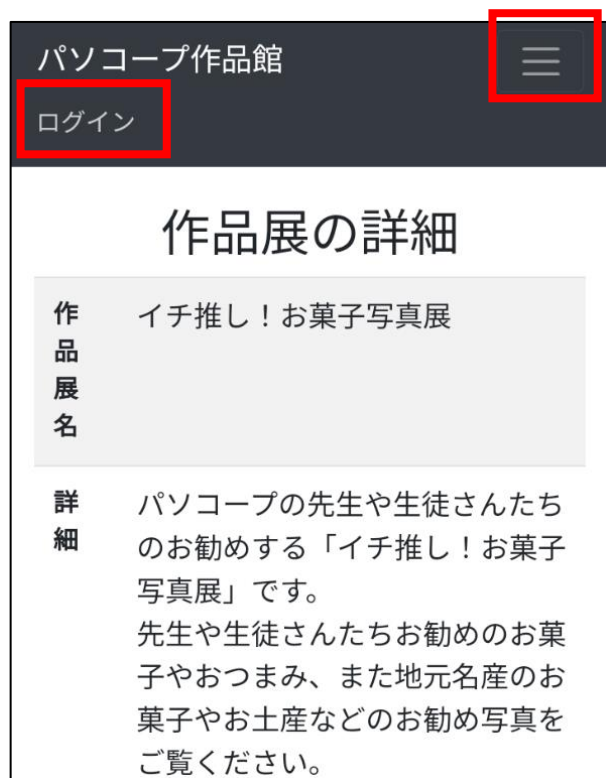 パソコープ作品館
ログイン
作品展の詳細
作品展名
イチ推し！お菓子写真展
詳細
パソコープの先生や生徒さんたち
のお勧めする「イチ推し！お菓子
写真展」です。
先生や生徒さんたちお勧めのお菓
子やおつまみ、また地元名産のお
菓子やお土産などのお勧め写真を
ご覧ください。